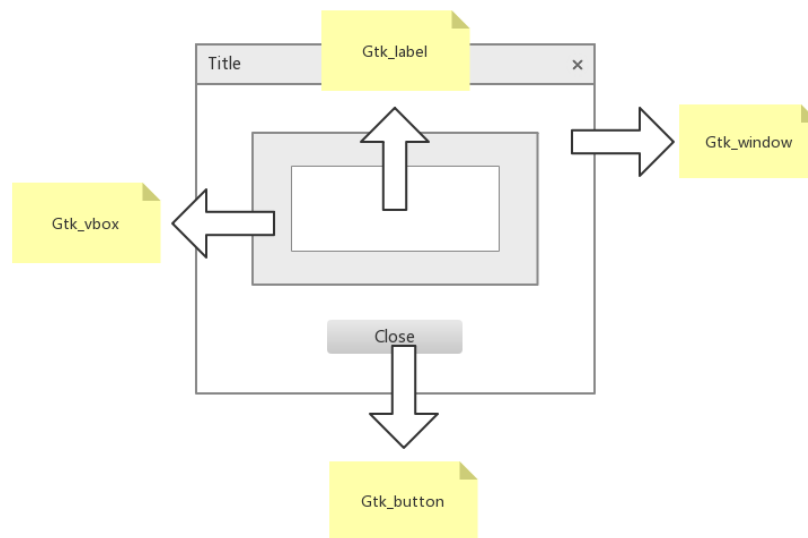 Gtk_label
Title
×
Gtk_window
Gtk_vbox
Close
Gtk_button